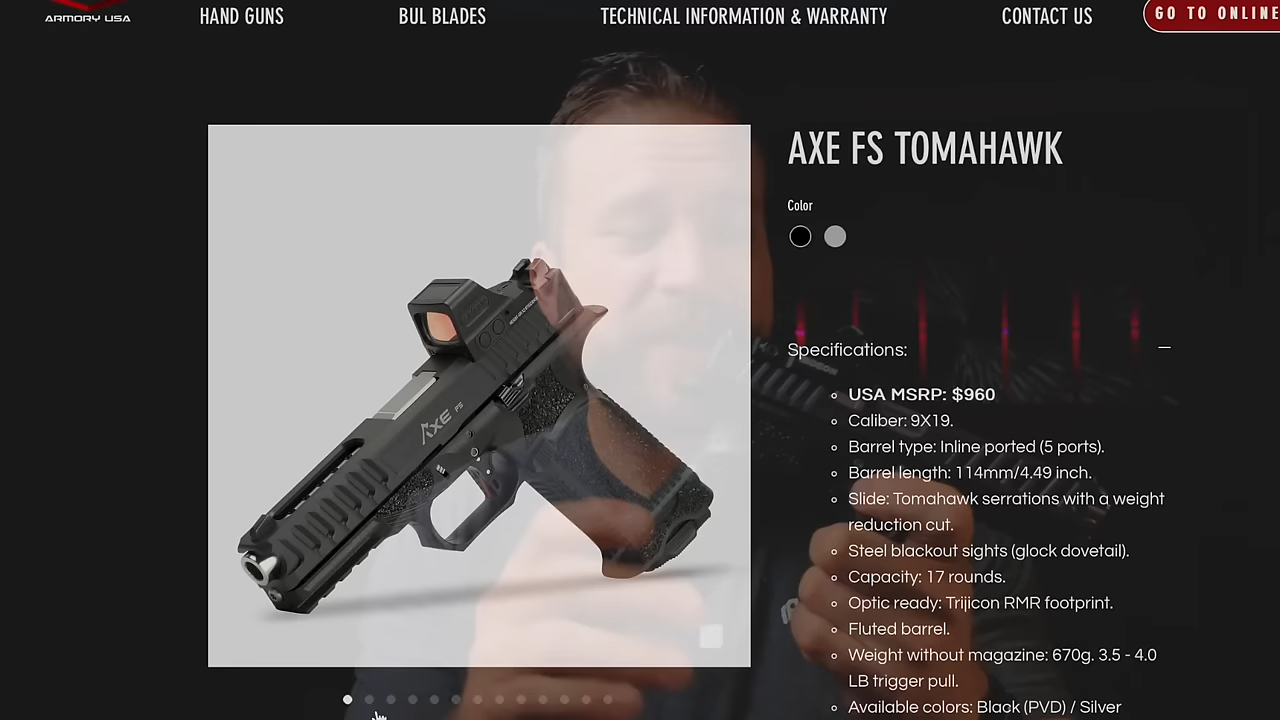 ARMORY USA
HAND GUNS
BUL BLADES
TECHNICAL INFORMATION & WARRANTY
CONTACT US
GO TO ONLINE
AXE FS TOMAHAWK
Color
AXE FS
Specifications:
USA MSRP: $960
Caliber: 9X19.
Barrel type: Inline ported (5 ports).
Barrel length: 114mm/4.49 inch.
Slide: Tomahawk serrations with a weight
reduction cut.
Steel blackout sights (glock dovetail).
Capacity: 17 rounds.
Optic ready: Trijicon RMR footprint.
Fluted barrel.
Weight without magazine: 670g. 3.5 - 4.0
LB trigger pull.
Available colors: Black (PVD) / Silver